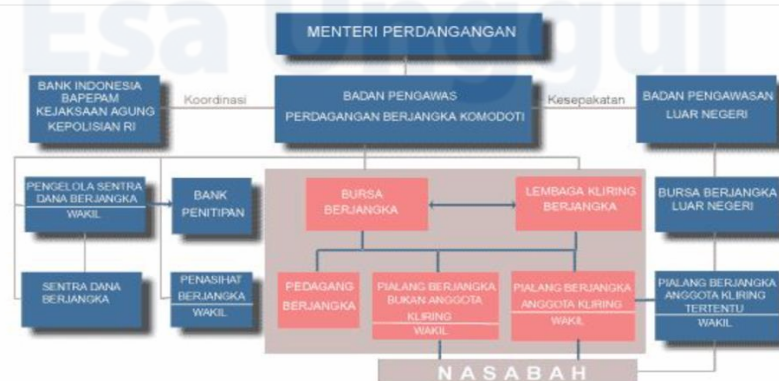 Esa Unggul
MENTERI PERDANGANGAN
BANK INDONESIA
BAPEPAM
KEJAKSAAN AGUNG
KEPOLISIAN RI
Koordinasi
BADAN PENGAWAS
PERDAGANGAN BERJANGKA KOMODOTI
Kesepakatan
BADAN PENGAWASAN
LUAR NEGERI
PENGELOLA SENTRA
DANA BERJANGKA
WAKIL
BANK
PENITIPAN
BURSA
BERJANGKA
LEMBAGA KLIRING
BERJANGKA
BURSA BERJANGKA
LUAR NEGERI
SENTRA DANA
BERJANGKA
PENASIHAT
BERJANGKA
WAKIL
PEDAGANG
BERJANGKA
PIALANG BERJANGKA
BUKAN ANGGOTA
KLIRING
WAKIL
PIALANG BERJANGKA
ANGGOTA KLIRING
WAKIL
PIALANG BERJANGKA
ANGGOTA KLIRING
TERTENTU
WAKIL
NASABAH